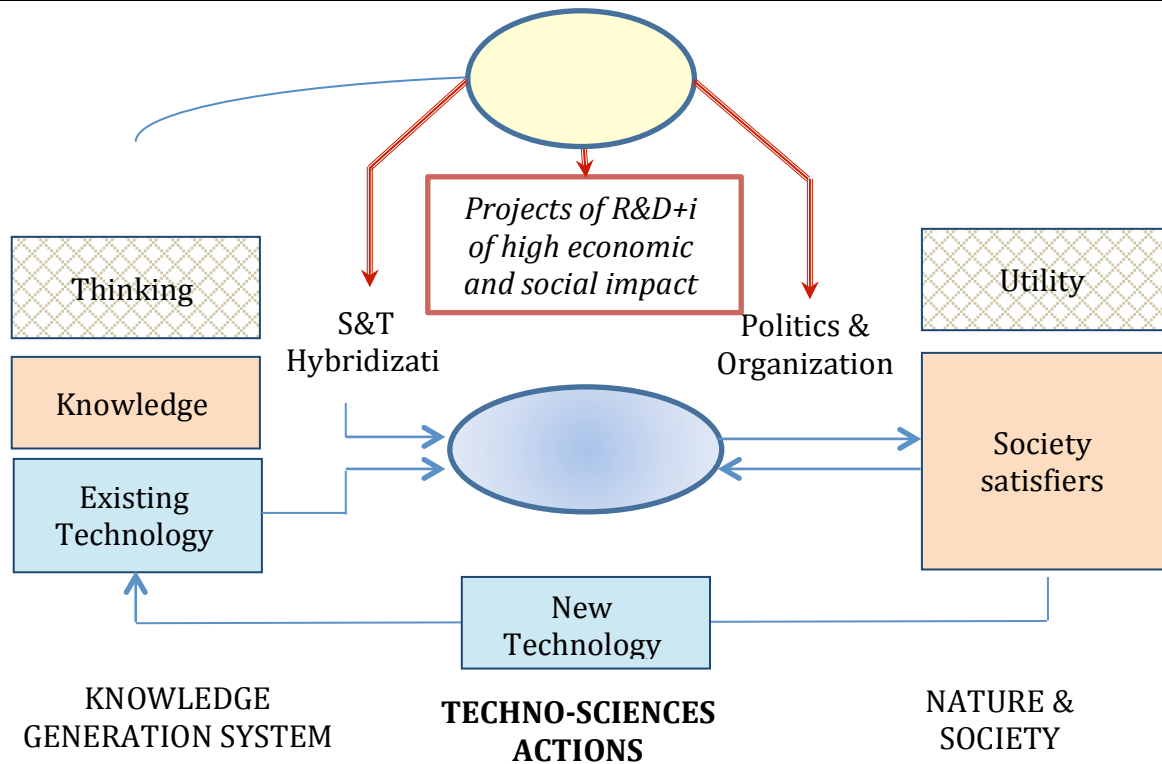 Projects of R&D+i
of high economic
and social impact
Thinking
Utility
S&T
Hybridizati
Politics &
Organization
Knowledge
Society
satisfiers
Existing
Technology
New
Technology
KNOWLEDGE
GENERATION SYSTEM
TECHNO-SCIENCES
ACTIONS
NATURE &
SOCIETY